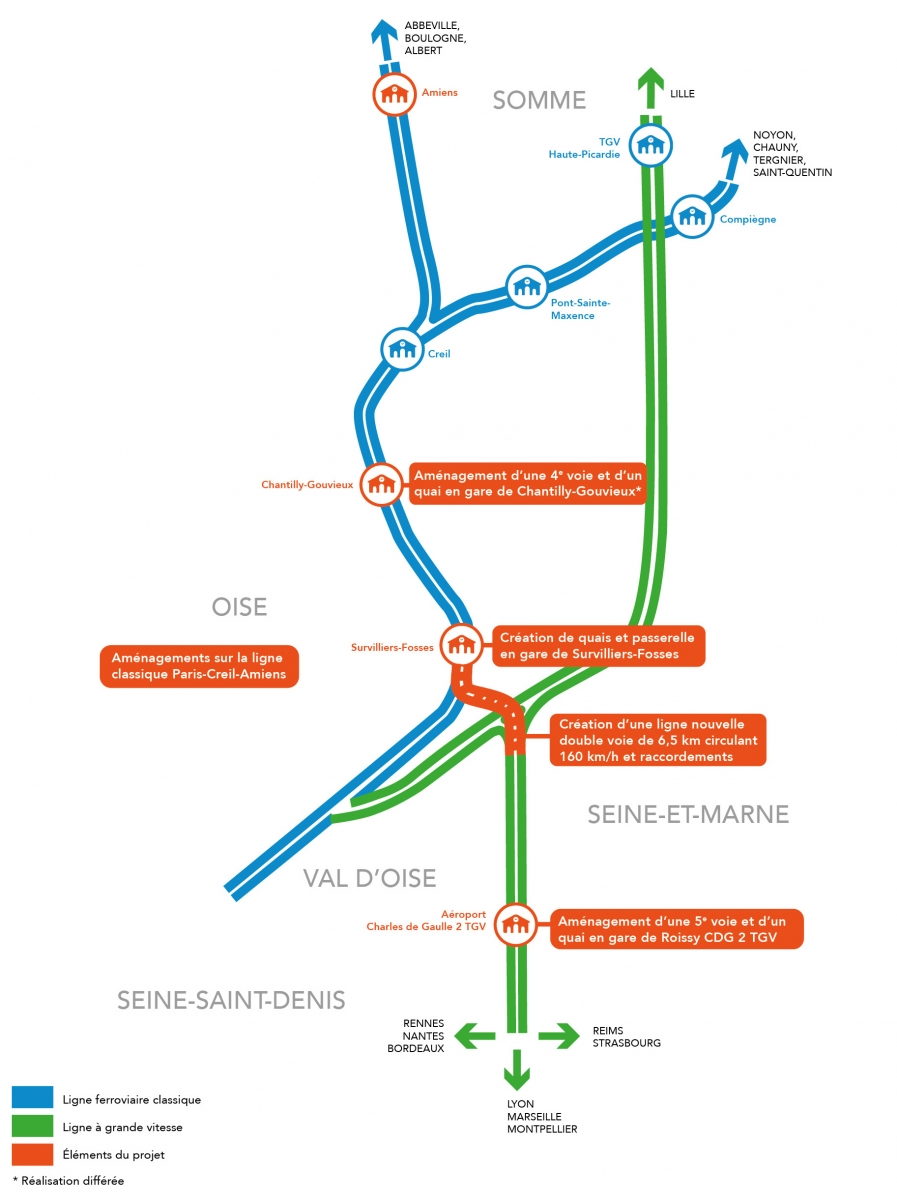 ABBEVILLE,
BOULOGNE,
ALBERT
Amiens
SOMME
LILLE
TGV
Haute-Picardie
NOYON,
CHAUNY,
TERGNIER,
SAINT-QUENTIN
Compiègne
Pont-Sainte-
Maxence
Creil
Chantilly-Gouvieux
Aménagement d'une 4e voie et d'un
quai en gare de Chantilly-Gouvieux*
OISE
Survilliers-Fosses
Création de quais et passerelle
en gare de Survilliers-Fosses
Aménagements sur la ligne
classique Paris-Creil-Amiens
Création d'une ligne nouvelle
double voie de 6,5 km circulant
160 km/h et raccordements
SEINE-ET-MARNE
VAL D'OISE
Aéroport
Charles de Gaulle 2 TGV
Aménagement d'une 5e voie et d'un
quai en gare de Roissy CDG 2 TGV
SEINE-SAINT-DENIS
RENNES
NANTES
BORDEAUX
REIMS
STRASBOURG
LYON
MARSEILLE
MONTPELLIER
Ligne ferroviaire classique
Ligne à grande vitesse
Éléments du projet
* Réalisation différée